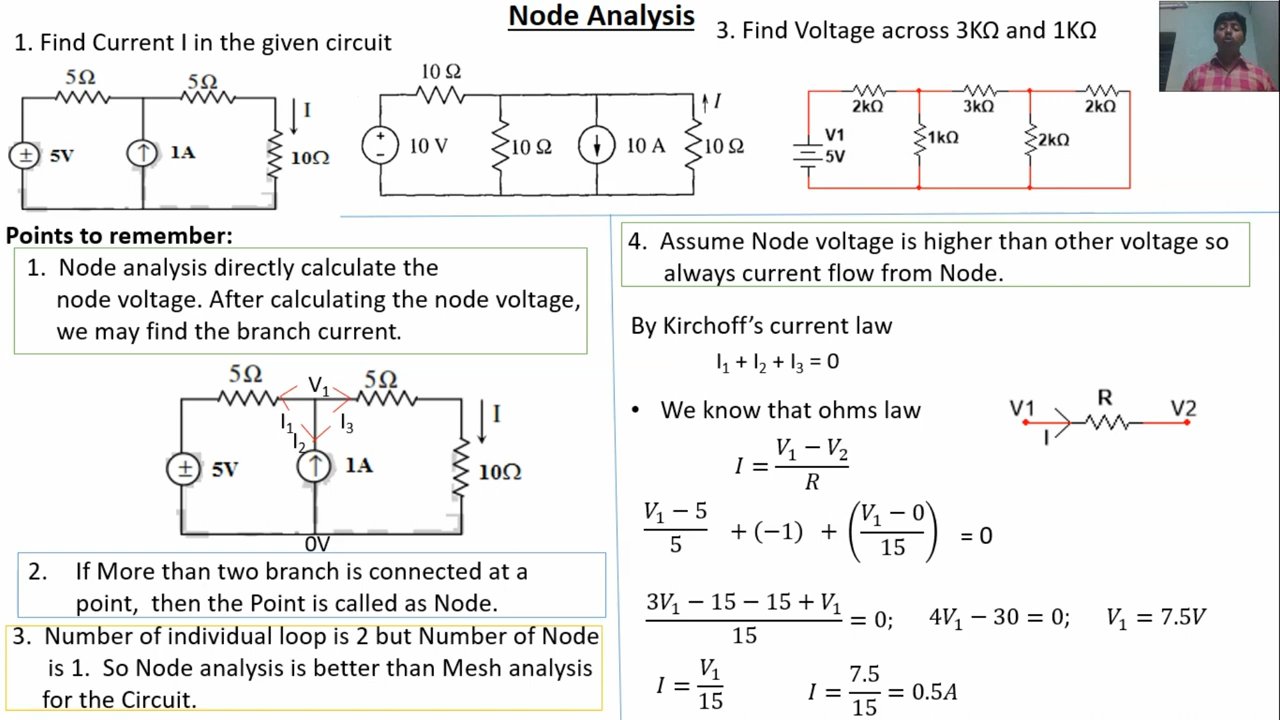 Node Analysis
1. Find Current I in the given circuit
5Ω
5Ω
I
5V
1A
10Ω
10 Ω
I
+
-
10 V
10 Ω
10 A
10 Ω
3. Find Voltage across 3KΩ and 1KΩ
2kΩ
3kΩ
2kΩ
V1
5V
1kΩ
2kΩ
Points to remember:
1. Node analysis directly calculate the
node voltage. After calculating the node voltage,
we may find the branch current.
5Ω
V₁
5Ω
I₁
I₂
I₃
I
5V
1A
10Ω
0V
2. If More than two branch is connected at a
point, then the Point is called as Node.
3. Number of individual loop is 2 but Number of Node
is 1. So Node analysis is better than Mesh analysis
for the Circuit.
4. Assume Node voltage is higher than other voltage so
always current flow from Node.
By Kirchoff’s current law
I₁ + I₂ + I₃ = 0
• We know that ohms law
V1
R
V2
I
I = (V₁ − V₂)/R
(V₁ − 5)/5 + (−1) + ((V₁ − 0)/15) = 0
(3V₁ − 15 − 15 + V₁)/15 = 0; 4V₁ − 30 = 0; V₁ = 7.5V
I = V₁/15 I = 7.5/15 = 0.5A